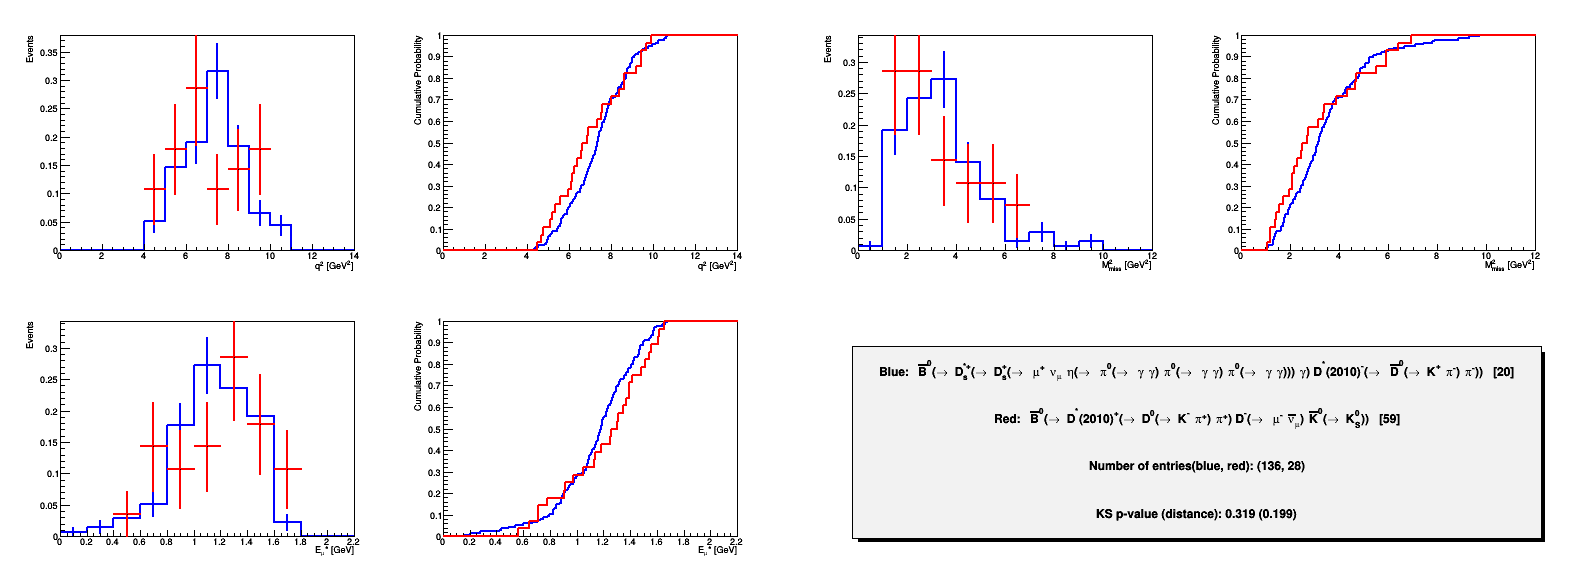 Events
0.35
0.3
0.25
0.2
0.15
0.1
0.05
0
0 2 4 6 8 10 12 14
q² [GeV²]
Cumulative Probability
1
0.9
0.8
0.7
0.6
0.5
0.4
0.3
0.2
0.1
0
0 2 4 6 8 10 12 14
q² [GeV²]
Events
0.3
0.25
0.2
0.15
0.1
0.05
0
0 2 4 6 8 10 12
M²miss [GeV²]
Cumulative Probability
1
0.9
0.8
0.7
0.6
0.5
0.4
0.3
0.2
0.1
0
0 2 4 6 8 10 12
M²miss [GeV²]
Events
0.3
0.25
0.2
0.15
0.1
0.05
0
0 0.2 0.4 0.6 0.8 1 1.2 1.4 1.6 1.8 2 2.2
Eμ* [GeV]
Cumulative Probability
1
0.9
0.8
0.7
0.6
0.5
0.4
0.3
0.2
0.1
0
0 0.2 0.4 0.6 0.8 1 1.2 1.4 1.6 1.8 2 2.2
Eμ* [GeV]
Blue: B̅⁰(→ Dₛ*⁺(→ Dₛ⁺(→ μ⁺ νμ η(→ π⁰(→ γ γ) π⁰(→ γ γ) π⁰(→ γ γ))) γ) D*(2010)⁻(→ D̅⁰(→ K⁺ π⁻) π⁻)) [20]
Red: B̅⁰(→ D*(2010)⁺(→ D⁰(→ K⁻ π⁺) π⁺) D⁻(→ μ⁻ ν̅μ) K̅⁰(→ K⁰S)) [59]
Number of entries(blue, red): (136, 28)
KS p-value (distance): 0.319 (0.199)